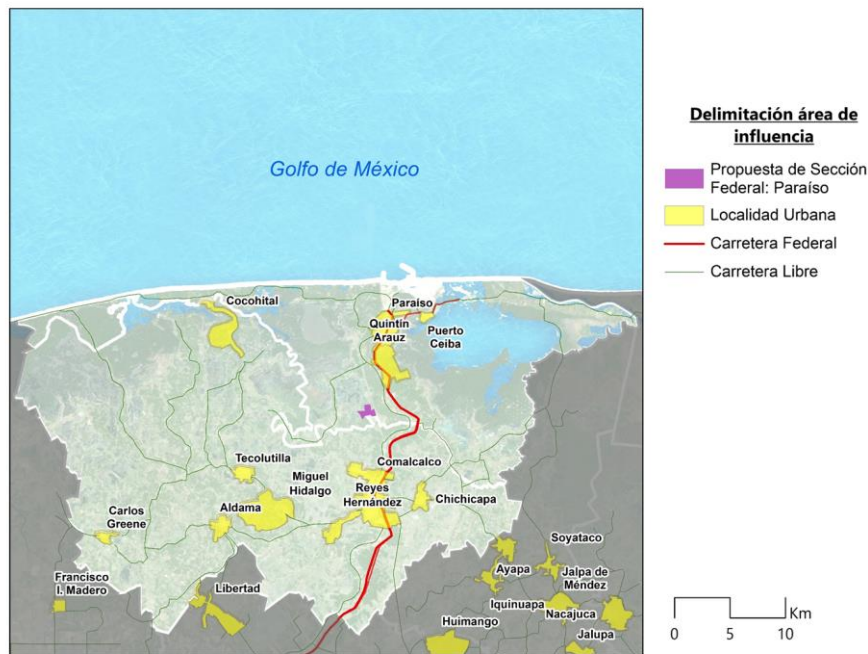 Golfo de México
Cocohital
Paraíso
Quintín
Arauz
Puerto
Ceiba
Tecolutilla
Comalcalco
Miguel
Hidalgo
Reyes
Hernández
Chichicapa
Carlos
Greene
Aldama
Soyataco
Ayapa
Jalpa de
Méndez
Francisco
I. Madero
Libertad
Iquinuapa
Nacajuca
Huimango
Jalupa
Delimitación área de
influencia
Propuesta de Sección
Federal: Paraíso
Localidad Urbana
Carretera Federal
Carretera Libre
Km
0 5 10